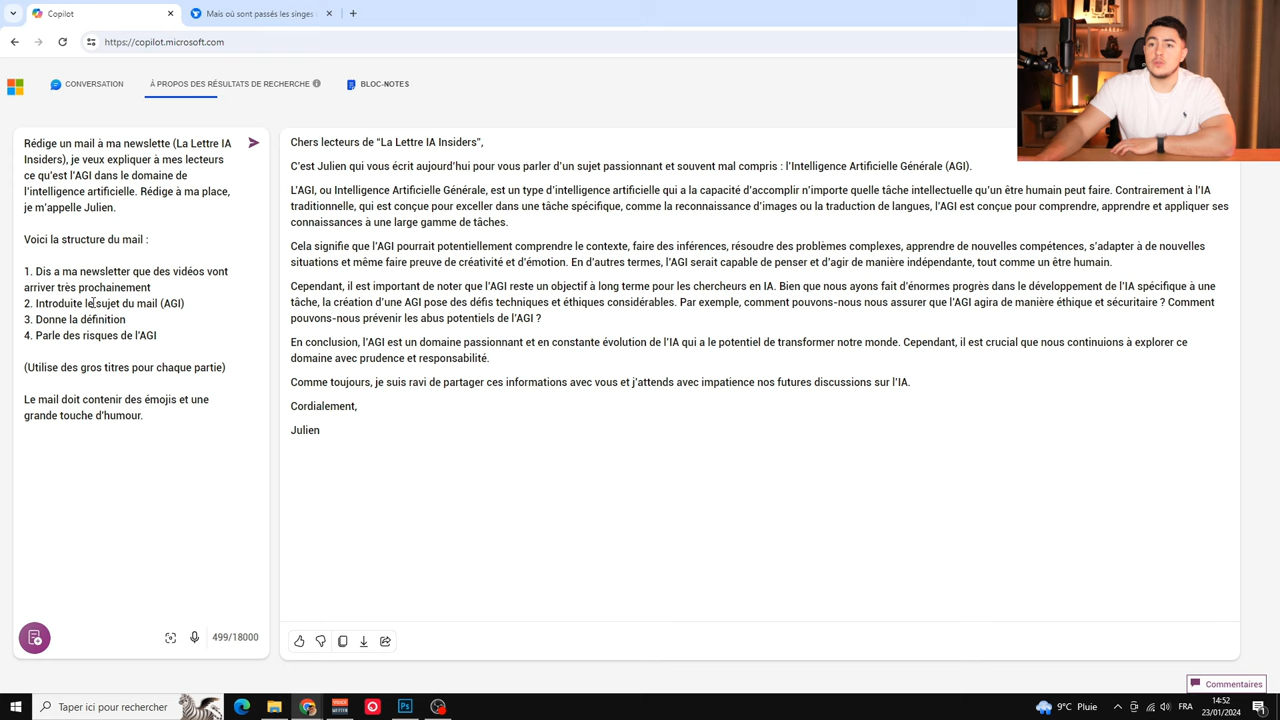 Copilot
Mais où sont passés les singes
https://copilot.microsoft.com
CONVERSATION
À PROPOS DES RÉSULTATS DE RECHERCHE
BLOC-NOTES
Rédige un mail à ma newslette (La Lettre IA
Insiders), je veux expliquer à mes lecteurs
ce qu'est l'AGI dans le domaine de
l'intelligence artificielle. Rédige à ma place,
je m'appelle Julien.
Voici la structure du mail :
1. Dis a ma newsletter que des vidéos vont
arriver très prochainement
2. Introduite le sujet du mail (AGI)
3. Donne la définition
4. Parle des risques de l'AGI
(Utilise des gros titres pour chaque partie)
Le mail doit contenir des émojis et une
grande touche d'humour.
499/18000
Chers lecteurs de "La Lettre IA Insiders",
C'est Julien qui vous écrit aujourd'hui pour vous parler d'un sujet passionnant et souvent mal compris : l'Intelligence Artificielle Générale (AGI).
L'AGI, ou Intelligence Artificielle Générale, est un type d'intelligence artificielle qui a la capacité d'accomplir n'importe quelle tâche intellectuelle qu'un être humain peut faire. Contrairement à l'IA
traditionnelle, qui est conçue pour exceller dans une tâche spécifique, comme la reconnaissance d'images ou la traduction de langues, l'AGI est conçue pour comprendre, apprendre et appliquer ses
connaissances à une large gamme de tâches.
Cela signifie que l'AGI pourrait potentiellement comprendre le contexte, faire des inférences, résoudre des problèmes complexes, apprendre de nouvelles compétences, s'adapter à de nouvelles
situations et même faire preuve de créativité et d'émotion. En d'autres termes, l'AGI serait capable de penser et d'agir de manière indépendante, tout comme un être humain.
Cependant, il est important de noter que l'AGI reste un objectif à long terme pour les chercheurs en IA. Bien que nous ayons fait d'énormes progrès dans le développement de l'IA spécifique à une
tâche, la création d'une AGI pose des défis techniques et éthiques considérables. Par exemple, comment pouvons-nous nous assurer que l'AGI agira de manière éthique et sécuritaire ? Comment
pouvons-nous prévenir les abus potentiels de l'AGI ?
En conclusion, l'AGI est un domaine passionnant et en constante évolution de l'IA qui a le potentiel de transformer notre monde. Cependant, il est crucial que nous continuions à explorer ce
domaine avec prudence et responsabilité.
Comme toujours, je suis ravi de partager ces informations avec vous et j'attends avec impatience nos futures discussions sur l'IA.
Cordialement,
Julien
Commentaires
Taper ici pour rechercher
9°C Pluie
FRA
14:52
23/01/2024